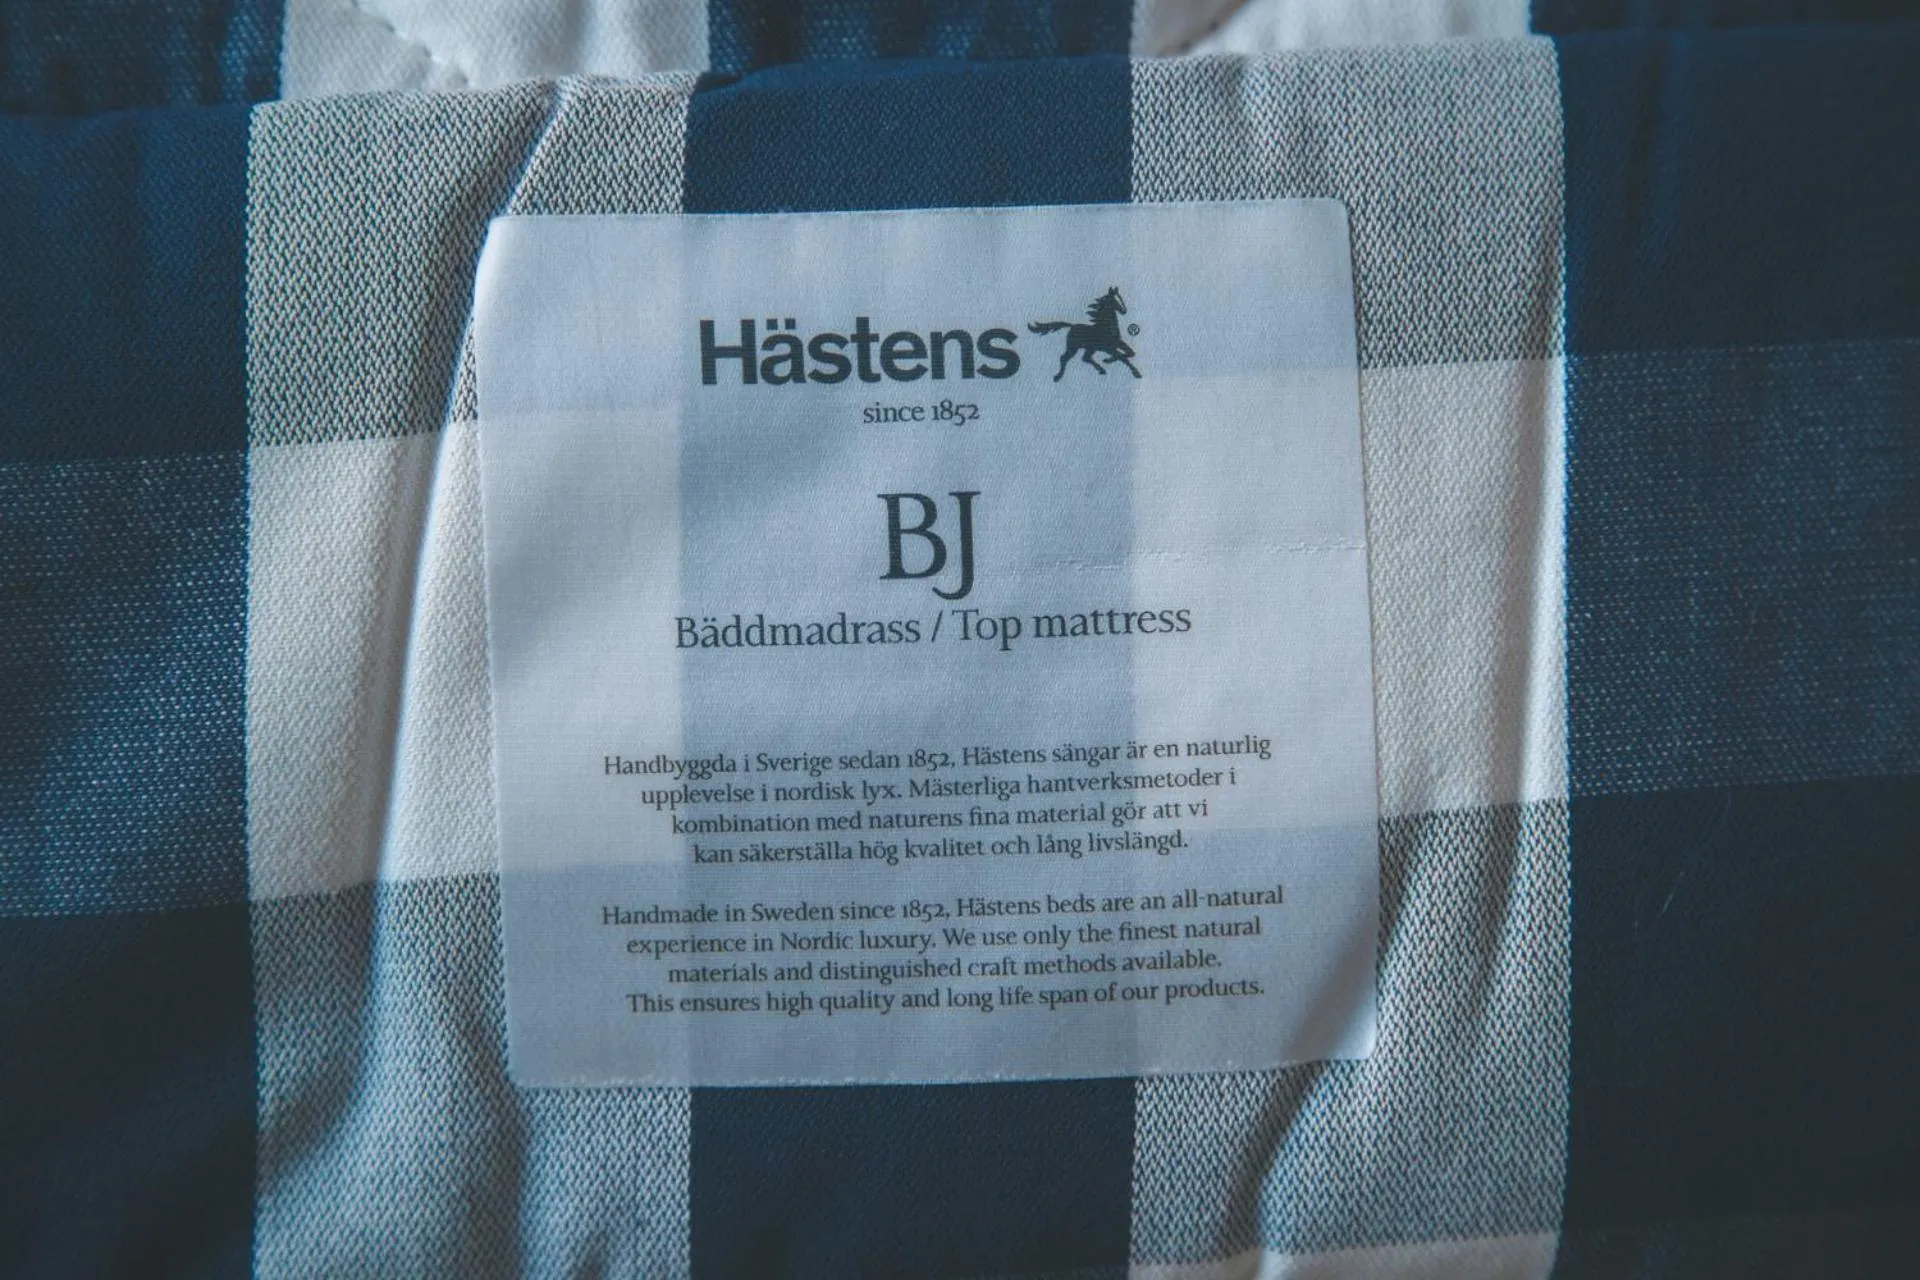 Hästens®
since 1852
BJ
Bäddmadrass / Top mattress
Handbyggda i Sverige sedan 1852, Hästens sängar är en naturlig
upplevelse i nordisk lyx. Mästerliga hantverksmetoder i
kombination med naturens fina material gör att vi
kan säkerställa hög kvalitet och lång livslängd.
Handmade in Sweden since 1852, Hästens beds are an all-natural
experience in Nordic luxury. We use only the finest natural
materials and distinguished craft methods available.
This ensures high quality and long life span of our products.